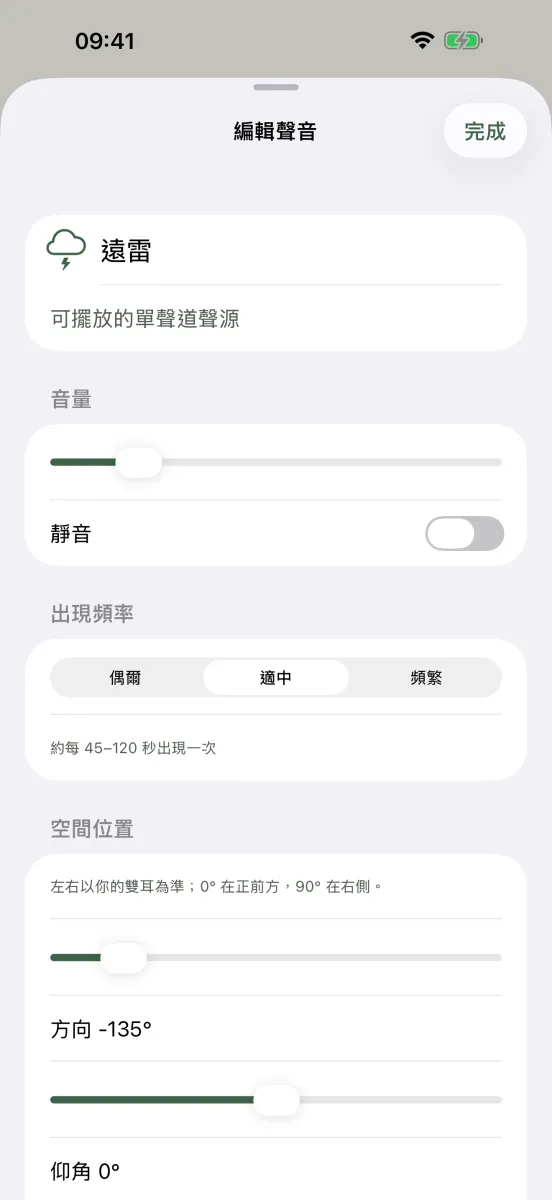 09:41
編輯聲音
完成
遠雷
可擺放的單聲道聲源
音量
靜音
出現頻率
偶爾
適中
頻繁
約每 45–120 秒出現一次
空間位置
左右以你的雙耳為準；0° 在正前方，90° 在右側。
方向 -135°
仰角 0°